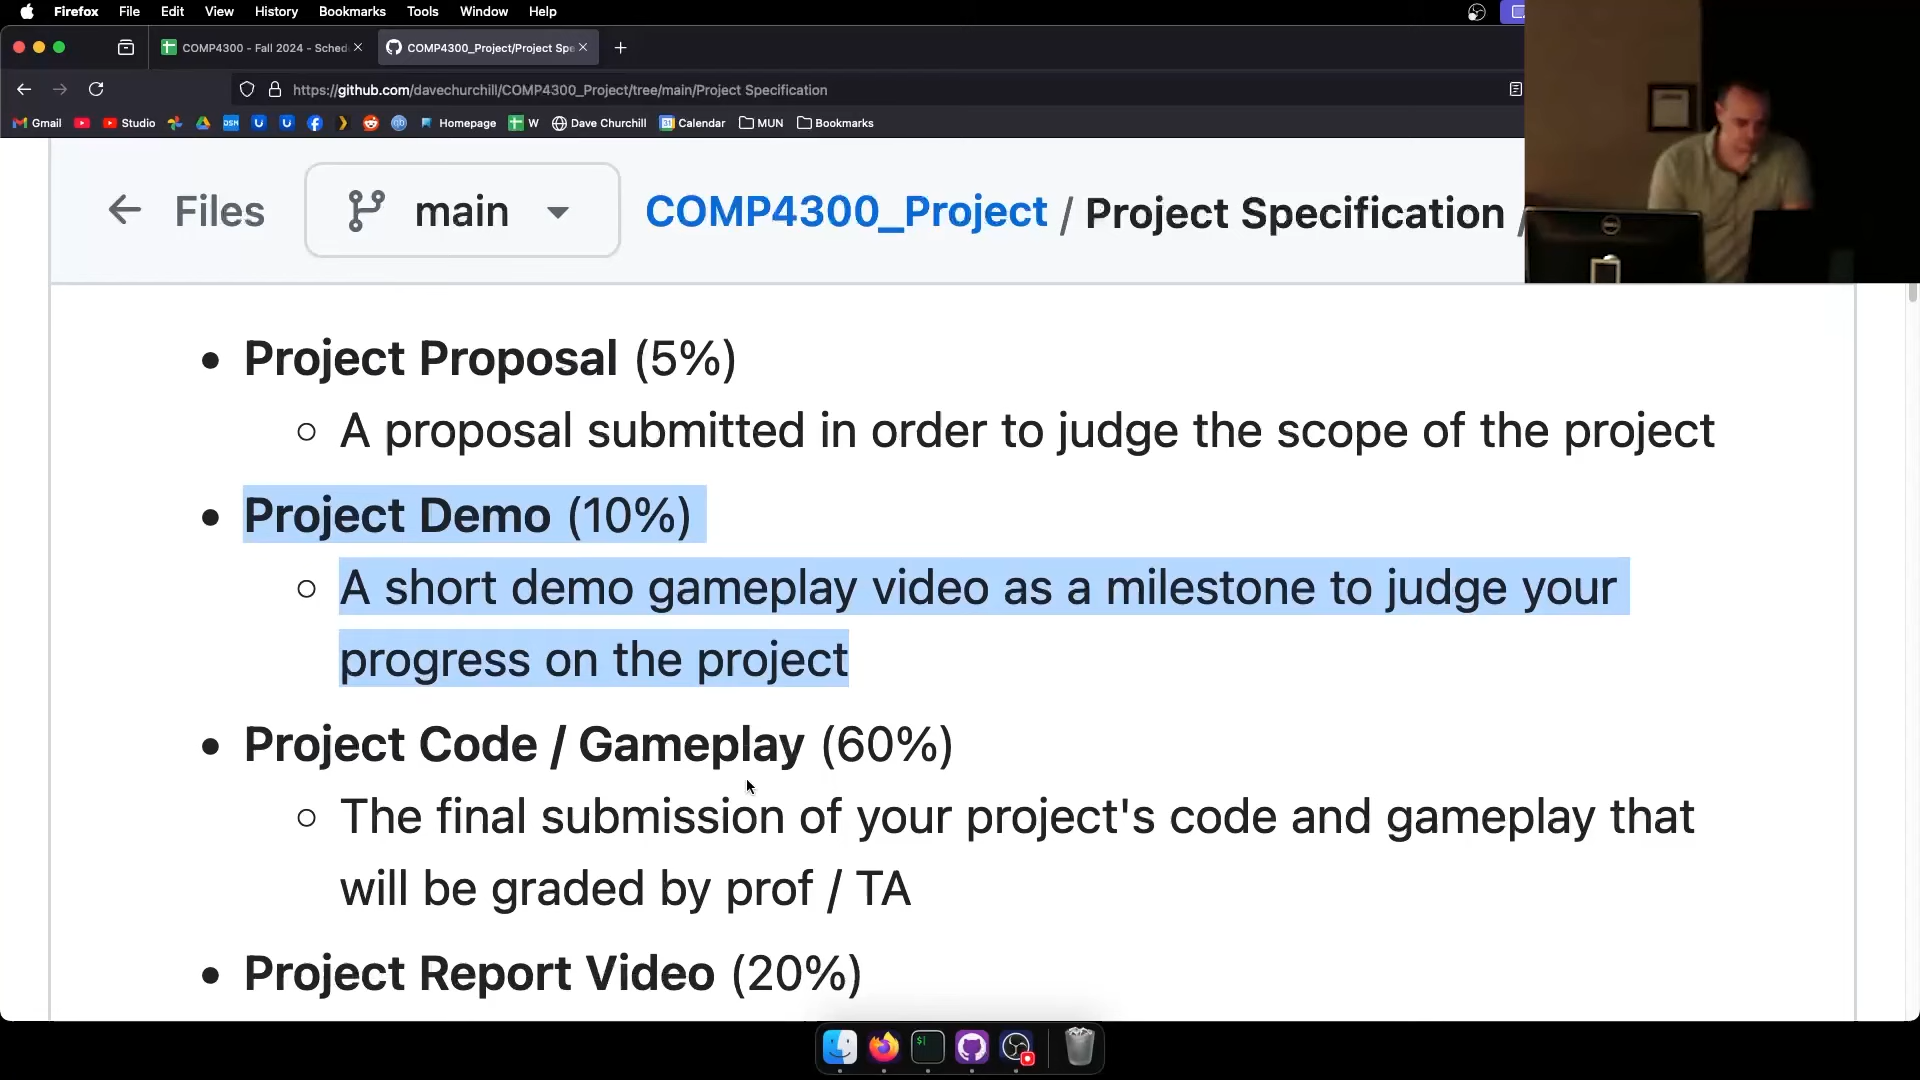 Firefox File Edit View History Bookmarks Tools Window Help
COMP4300 - Fall 2024 - Sched
COMP4300_Project/Project Spe
https://github.com/davechurchill/COMP4300_Project/tree/main/Project Specification
Gmail Studio DSM Homepage W Dave Churchill Calendar MUN Bookmarks
Files main COMP4300_Project / Project Specification /
Project Proposal (5%)
A proposal submitted in order to judge the scope of the project
Project Demo (10%)
A short demo gameplay video as a milestone to judge your
progress on the project
Project Code / Gameplay (60%)
The final submission of your project's code and gameplay that
will be graded by prof / TA
Project Report Video (20%)